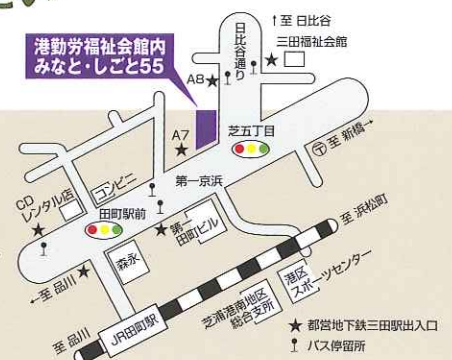 港勤労福祉会館内
みなと・しごと55
↑至 日比谷
日比谷通り
三田福祉会館
A8
A7
芝五丁目
〒至 新橋→
第一京浜
コンビニ
CD
レンタル店
田町駅前
第一
田町ビル
森永
←至 品川
至 浜松町
港区
スポーツセンター
芝浦港南地区
総合支所
JR田町駅
至 品川
★ 都営地下鉄三田駅出入口
バス停留所